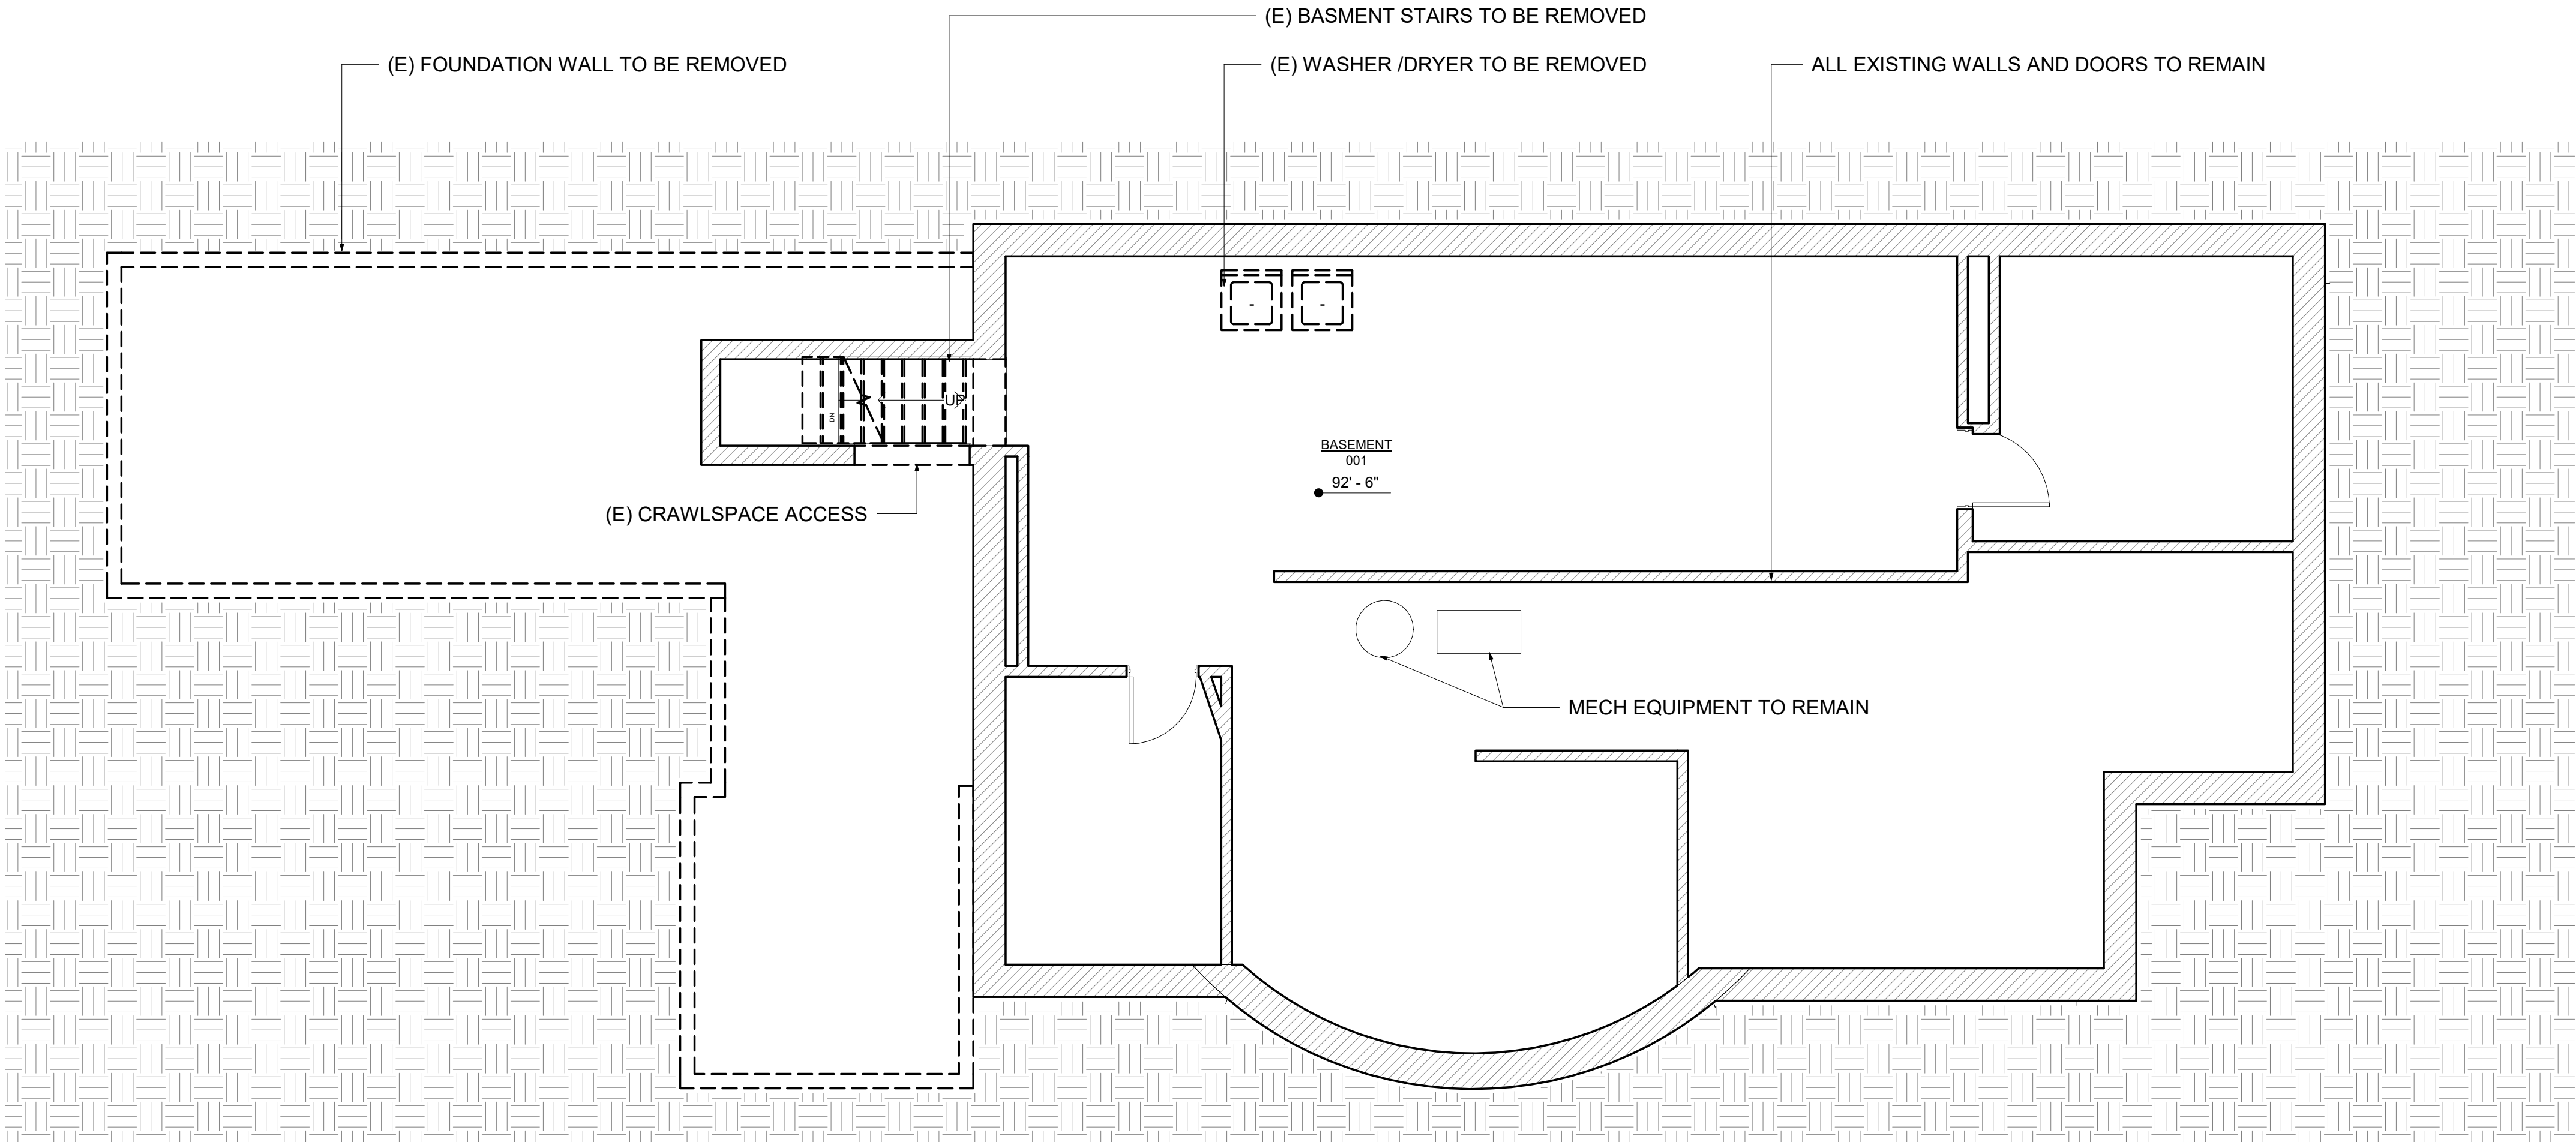 (E) BASMENT STAIRS TO BE REMOVED
(E) FOUNDATION WALL TO BE REMOVED
(E) WASHER /DRYER TO BE REMOVED
ALL EXISTING WALLS AND DOORS TO REMAIN
UP
DN
BASEMENT
001
92' - 6"
(E) CRAWLSPACE ACCESS
MECH EQUIPMENT TO REMAIN